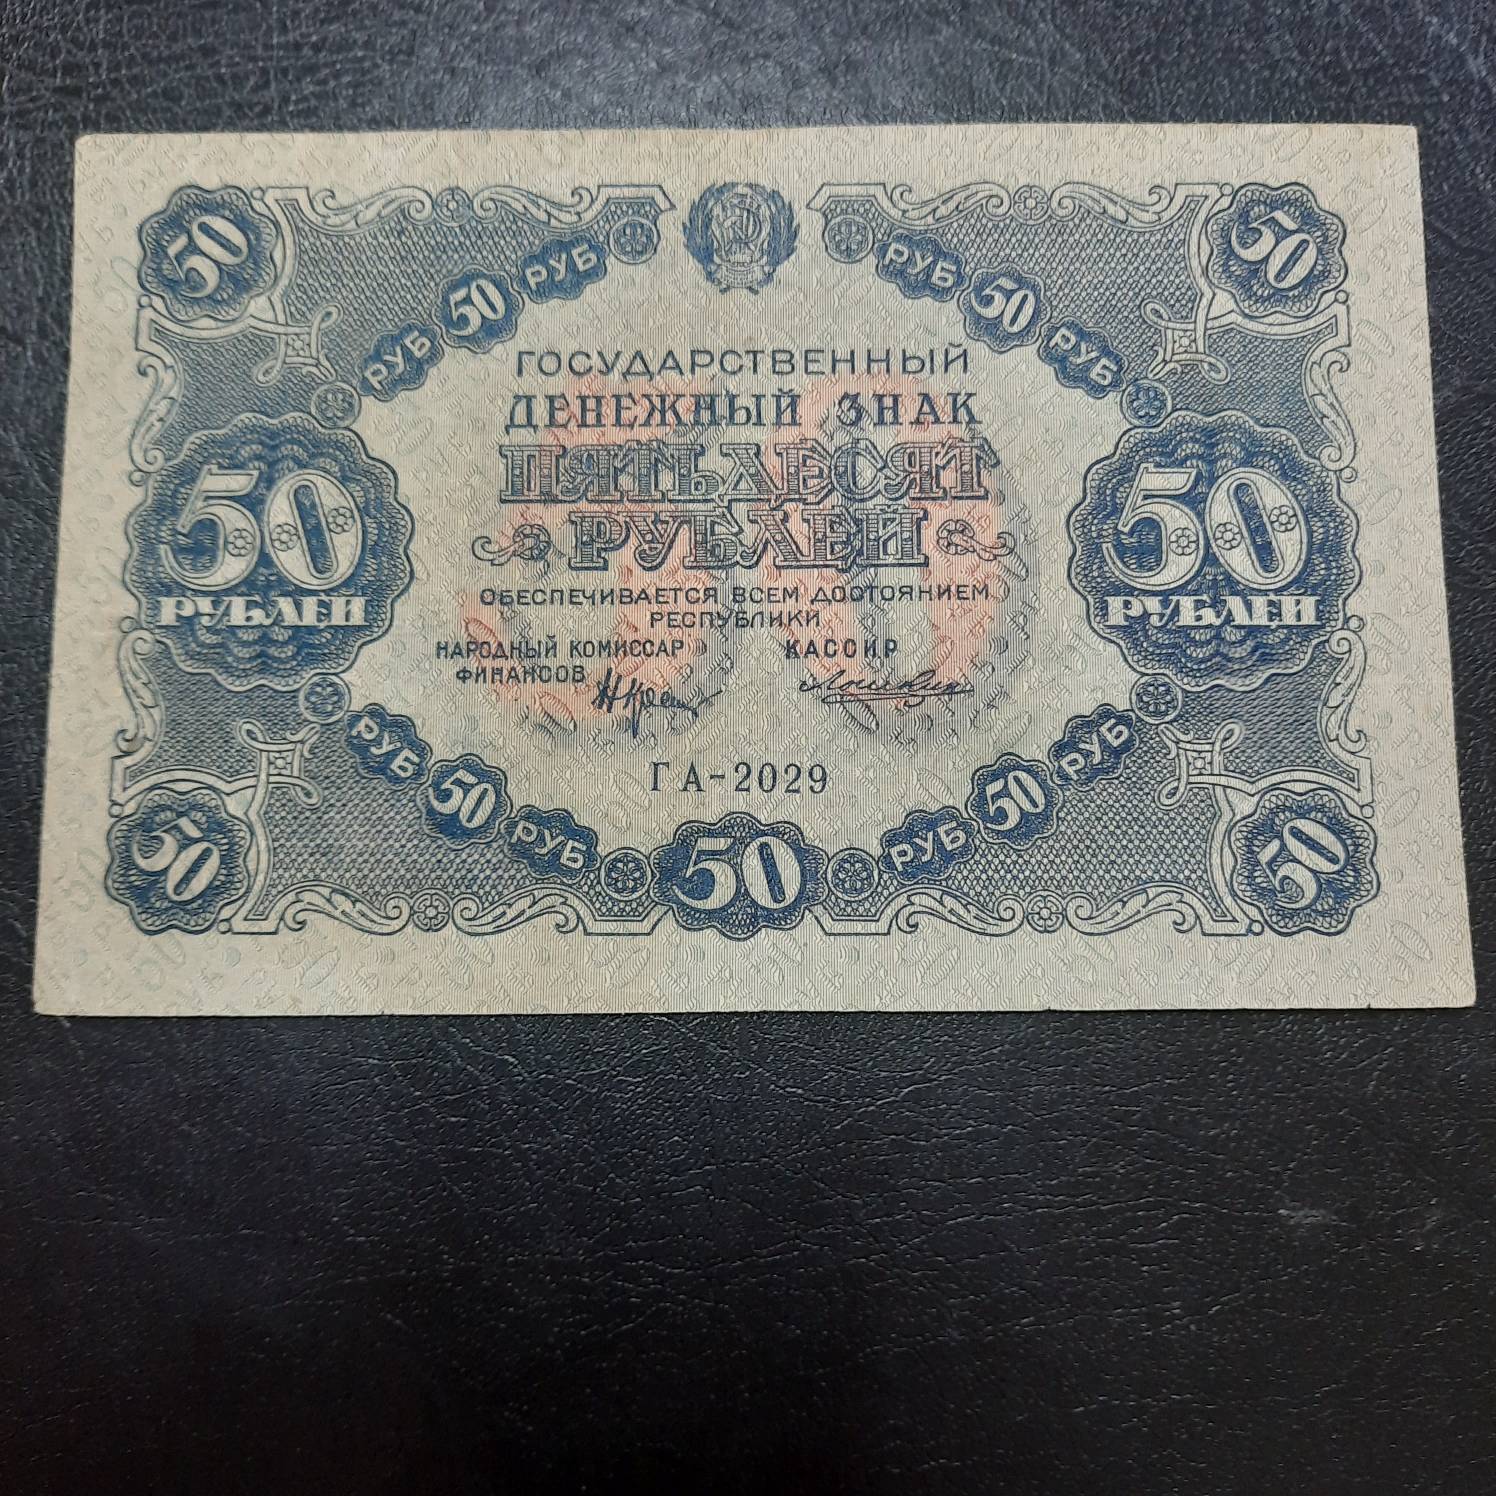 50 50
РУБ 50 РУБ РУБ 50 РУБ
ГОСУДАРСТВЕННЫЙ
ДЕНЕЖНЫЙ ЗНАК
ПЯТЬДЕСЯТ
РУБЛЕЙ
50 РУБЛЕЙ
50 РУБЛЕЙ
ОБЕСПЕЧИВАЕТСЯ ВСЕМ ДОСТОЯНИЕМ
РЕСПУБЛИКИ
НАРОДНЫЙ КОМИССАР КАССИР
ФИНАНСОВ
ГА-2029
РУБ 50 РУБ 50 РУБ 50 РУБ
50 50